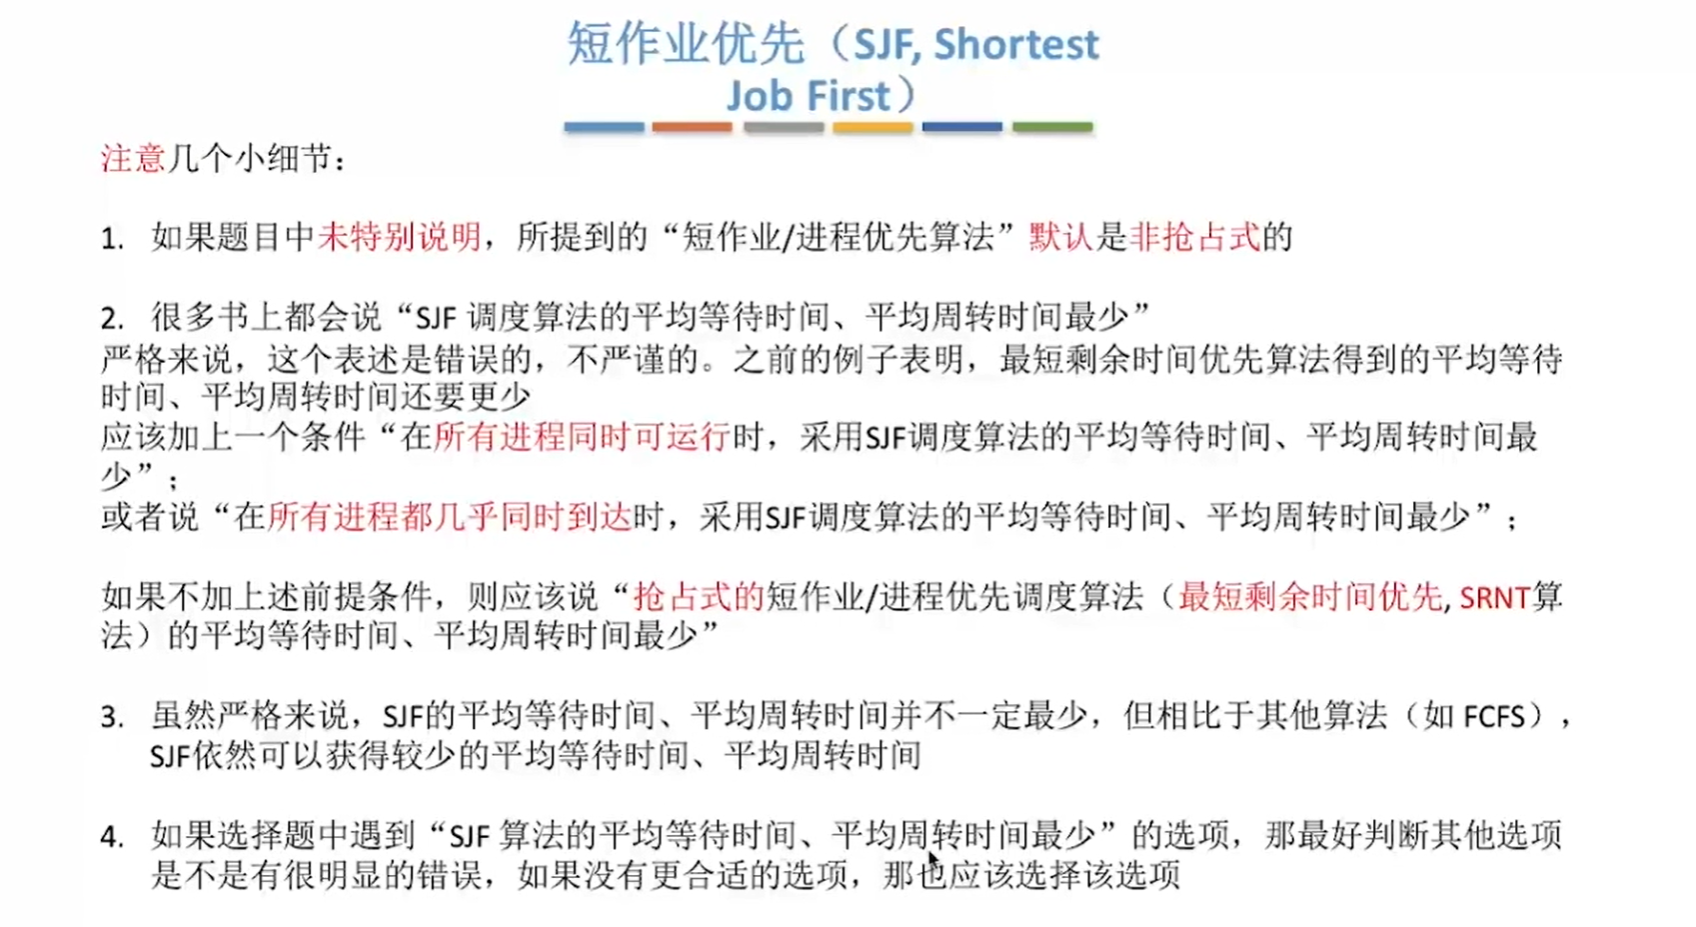 短作业优先（SJF, Shortest
Job First）
注意几个小细节：
1. 如果题目中未特别说明，所提到的“短作业/进程优先算法”默认是非抢占式的
2. 很多书上都会说“SJF 调度算法的平均等待时间、平均周转时间最少”
严格来说，这个表述是错误的，不严谨的。之前的例子表明，最短剩余时间优先算法得到的平均等待
时间、平均周转时间还要更少
应该加上一个条件“在所有进程同时可运行时，采用SJF调度算法的平均等待时间、平均周转时间最
少”；
或者说“在所有进程都几乎同时到达时，采用SJF调度算法的平均等待时间、平均周转时间最少”；
如果不加上述前提条件，则应该说“抢占式的短作业/进程优先调度算法（最短剩余时间优先, SRNT算
法）的平均等待时间、平均周转时间最少”
3. 虽然严格来说，SJF的平均等待时间、平均周转时间并不一定最少，但相比于其他算法（如 FCFS），
SJF依然可以获得较少的平均等待时间、平均周转时间
4. 如果选择题中遇到“SJF 算法的平均等待时间、平均周转时间最少”的选项，那最好判断其他选项
是不是有很明显的错误，如果没有更合适的选项，那也应该选择该选项